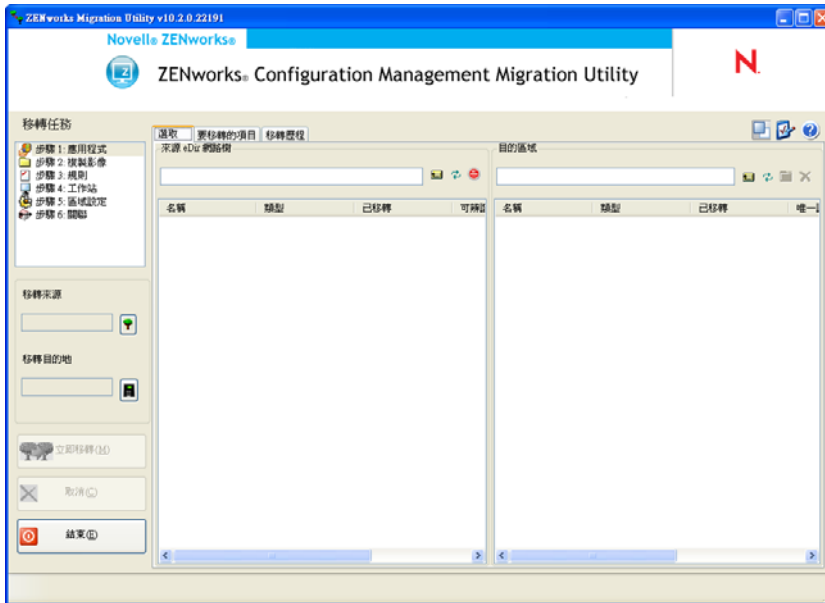 ZENworks Migration Utility v10.2.0.22191
Novell® ZENworks®
ZENworks® Configuration Management Migration Utility
N
移轉任務
步驟 1: 應用程式
步驟 2: 複製影像
步驟 3: 規則
步驟 4: 工作站
步驟 5: 區域設定
步驟 6: 關聯
選取 要移轉的項目 移轉歷程
來源 eDir 網路樹
目的區域
名稱 類型 已移轉 可辨識
名稱 類型 已移轉 唯一
移轉來源
移轉目的地
立即移轉(M)
取消(C)
結束(E)